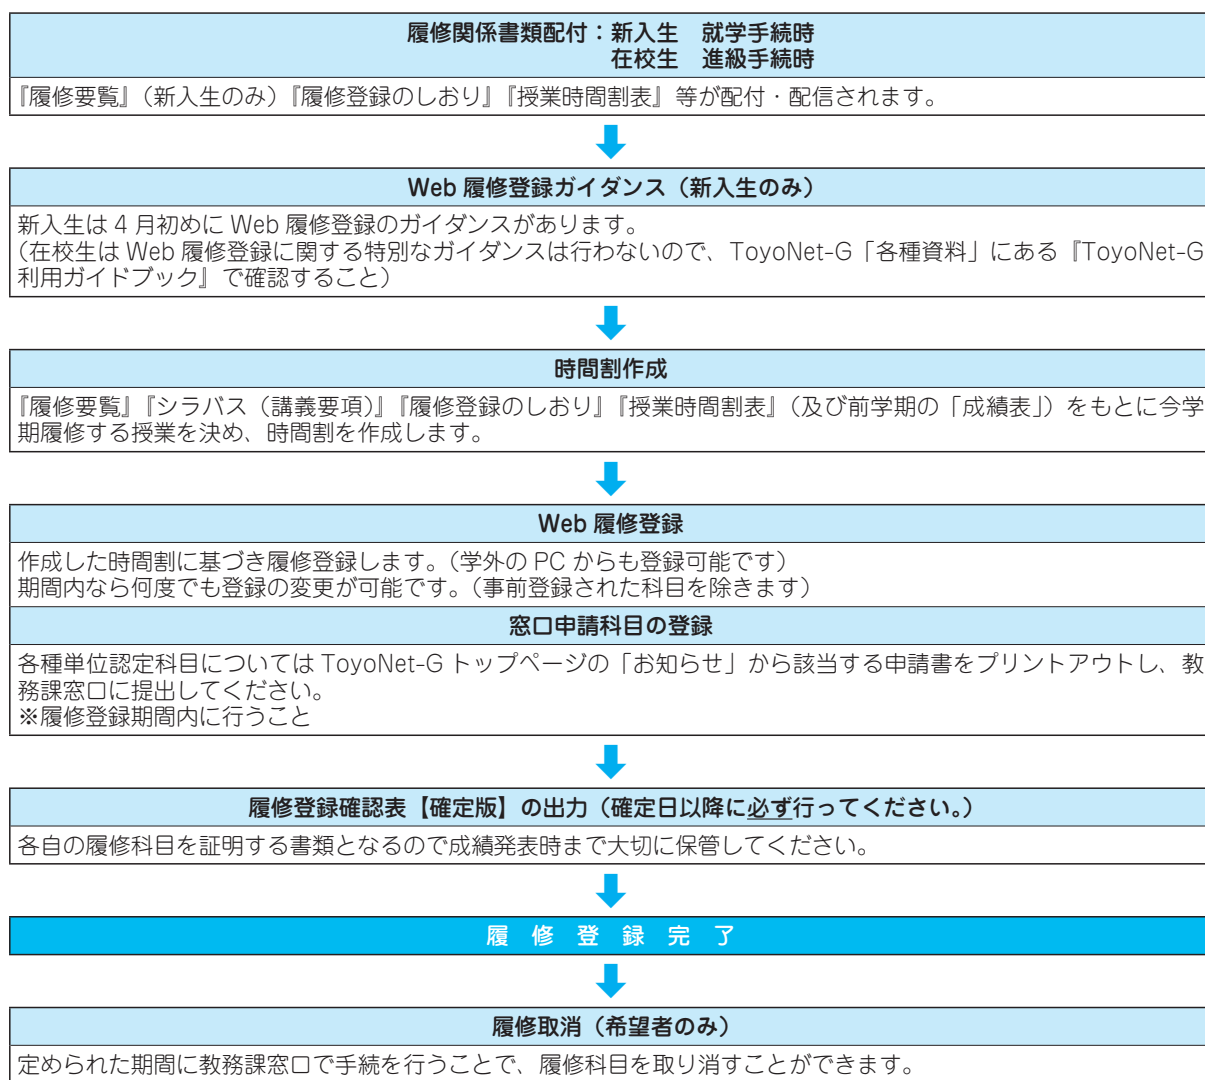 履修関係書類配付：新入生　就学手続時
在校生　進級手続時
『履修要覧』（新入生のみ）『履修登録のしおり』『授業時間割表』等が配付・配信されます。
Web 履修登録ガイダンス（新入生のみ）
新入生は 4 月初めに Web 履修登録のガイダンスがあります。
（在校生は Web 履修登録に関する特別なガイダンスは行わないので、ToyoNet-G「各種資料」にある『ToyoNet-G
利用ガイドブック』で確認すること）
時間割作成
『履修要覧』『シラバス（講義要項）』『履修登録のしおり』『授業時間割表』（及び前学期の「成績表」）をもとに今学
期履修する授業を決め、時間割を作成します。
Web 履修登録
作成した時間割に基づき履修登録します。（学外の PC からも登録可能です）
期間内なら何度でも登録の変更が可能です。（事前登録された科目を除きます）
窓口申請科目の登録
各種単位認定科目については ToyoNet-G トップページの「お知らせ」から該当する申請書をプリントアウトし、教
務課窓口に提出してください。
※履修登録期間内に行うこと
履修登録確認表【確定版】の出力（確定日以降に必ず行ってください。）
各自の履修科目を証明する書類となるので成績発表時まで大切に保管してください。
履 修 登 録 完 了
履修取消（希望者のみ）
定められた期間に教務課窓口で手続を行うことで、履修科目を取り消すことができます。